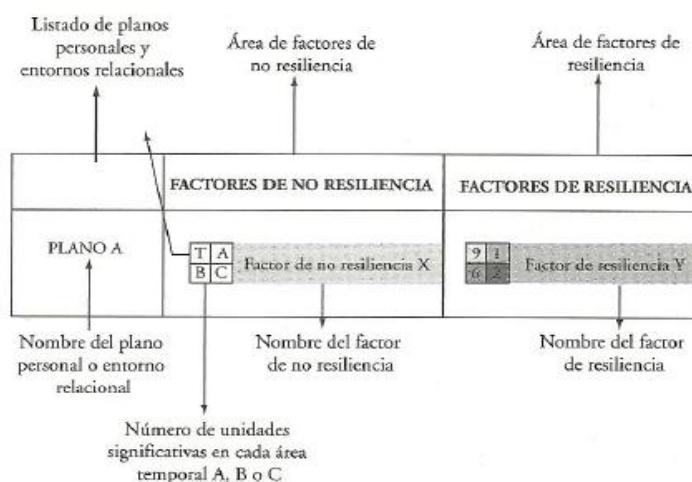 Listado de planos
personales y
entornos relacionales
Área de factores de
no resiliencia
Área de factores de
resiliencia
FACTORES DE NO RESILIENCIA
FACTORES DE RESILIENCIA
PLANO A
T A
B C
Factor de no resiliencia X
9 1
6 2
Factor de resiliencia Y
Nombre del plano
personal o entorno
relacional
Nombre del factor
de no resiliencia
Nombre del factor
de resiliencia
Número de unidades
significativas en cada área
temporal A, B o C